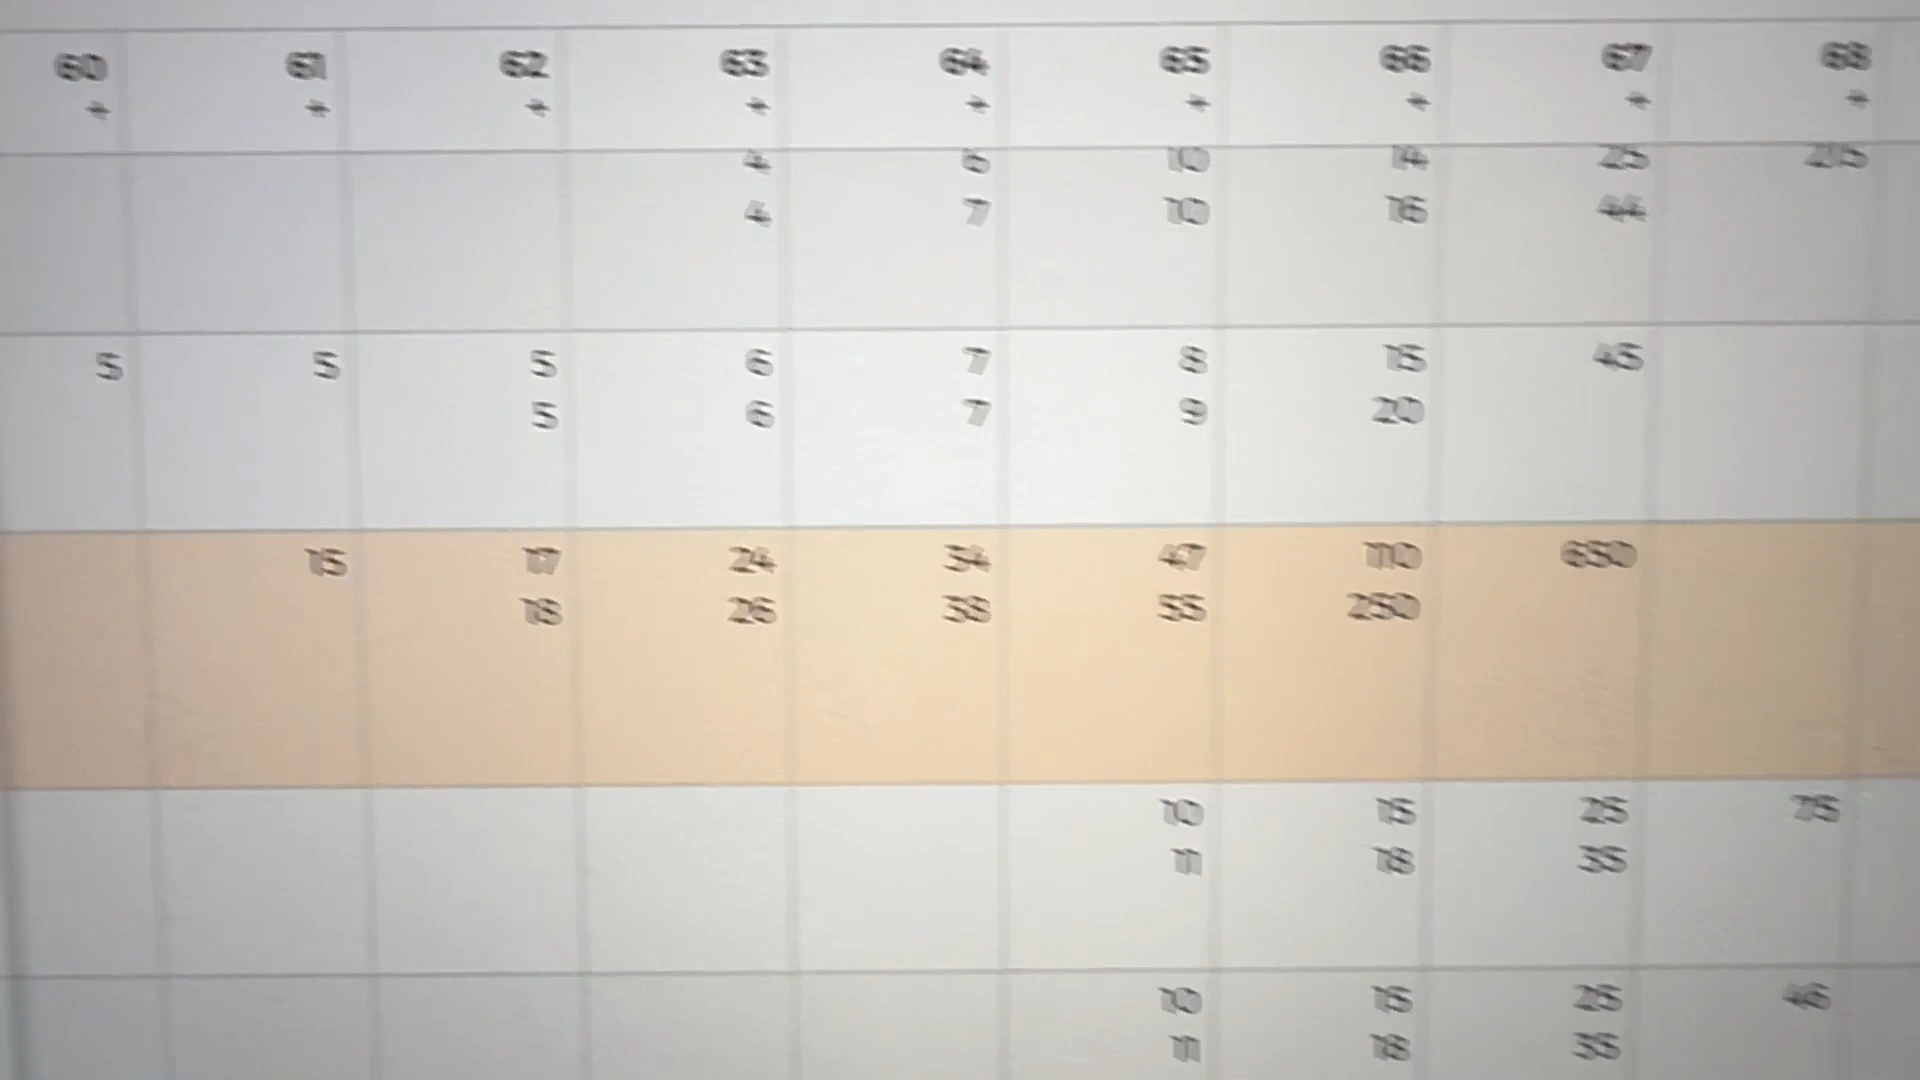 60 61 62 63 64 65 66 67 68
+ + + + + + + + +
4 6 10 14 25
4 7 10 16 44
5 5 5 6 7 8 15 45
5 6 7 9 20
15 17 24 34 47 110 650
18 26 38 55 250
10 15 25 75
11 18 35
10 15 25 46
11 18 35